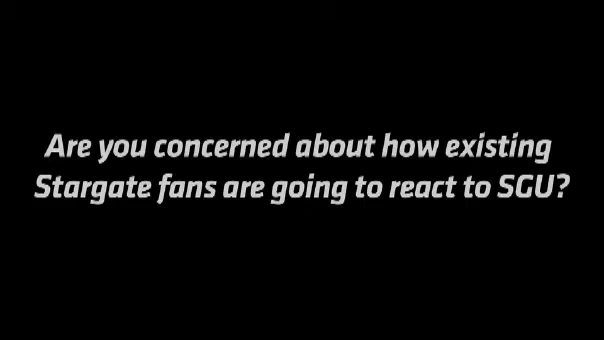 Are you concerned about how existing
Stargate fans are going to react to SGU?